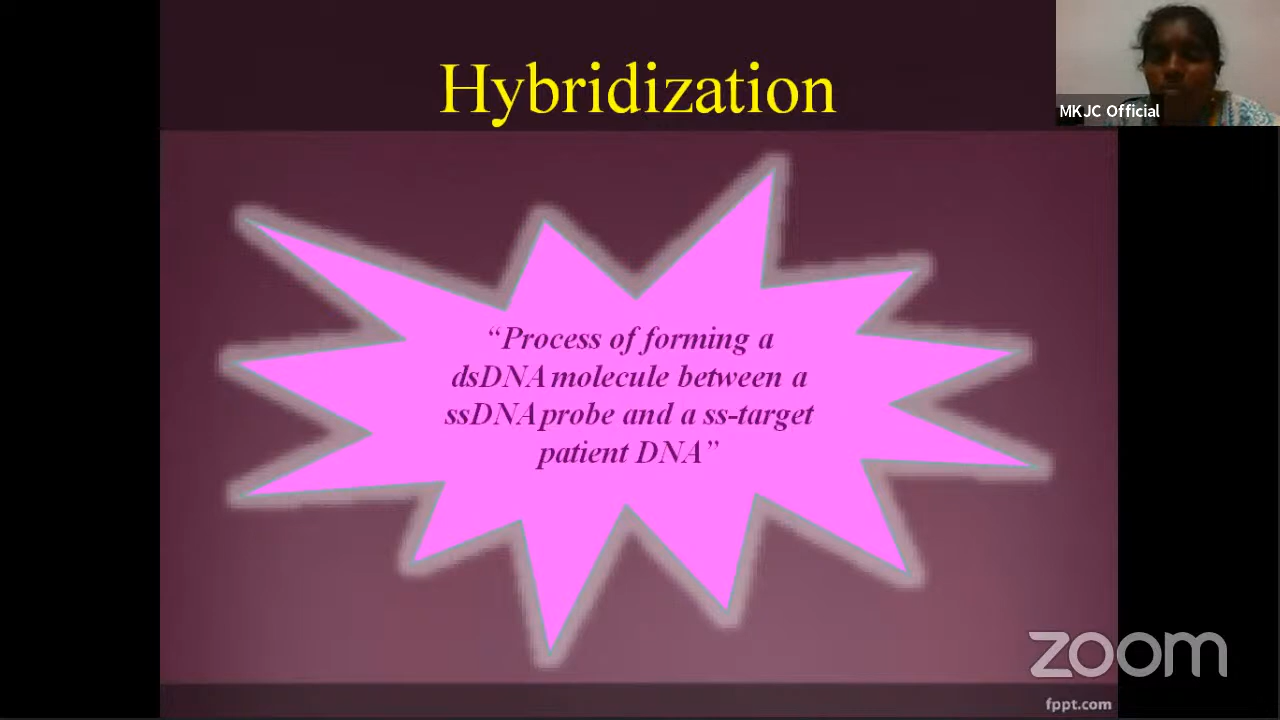 Hybridization
MKJC Official
“Process of forming a
dsDNA molecule between a
ssDNA probe and a ss-target
patient DNA”
zoom
fppt.com